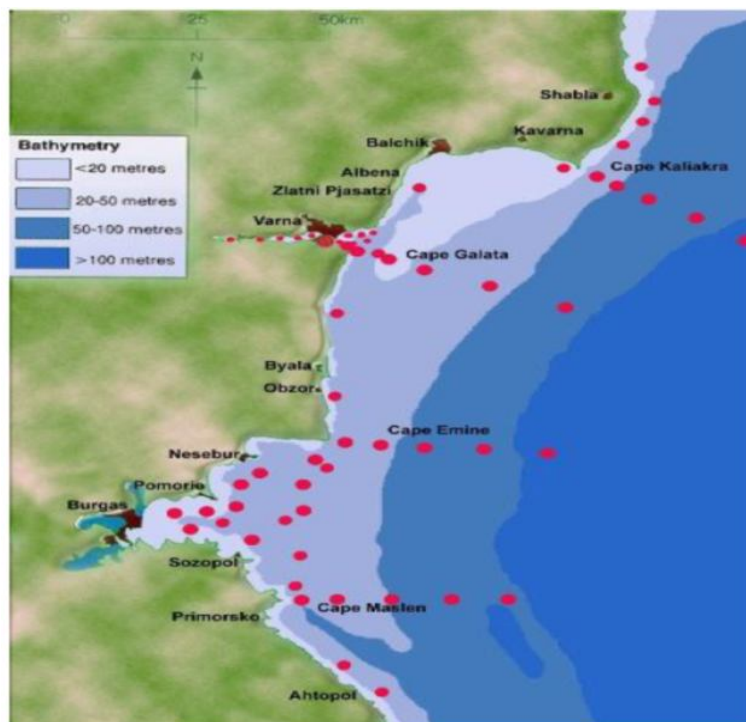 0 25 50km
N
Shabla
Kavarna
Balchik
Bathymetry
<20 metres
20-50 metres
50-100 metres
>100 metres
Albena
Cape Kaliakra
Zlatni Pjasatzi
Varna
Cape Galata
Byala
Obzor
Cape Emine
Nesebur
Pomorie
Burgas
Sozopol
Cape Maslen
Primorsko
Ahtopol